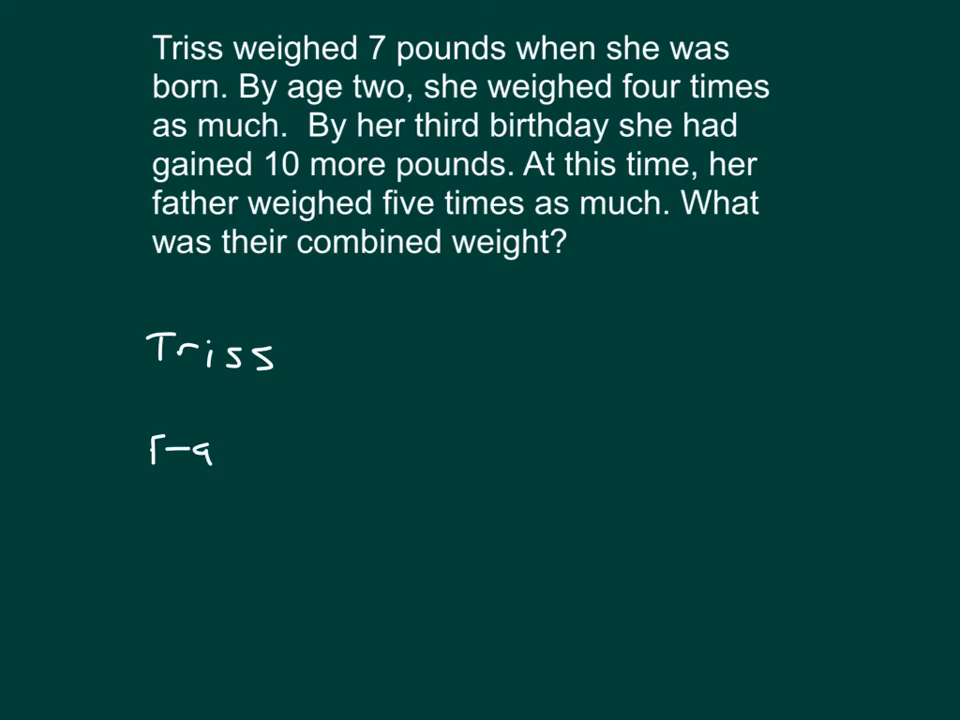 Triss weighed 7 pounds when she was
born. By age two, she weighed four times
as much.  By her third birthday she had
gained 10 more pounds. At this time, her
father weighed five times as much. What
was their combined weight?
Triss
Fa